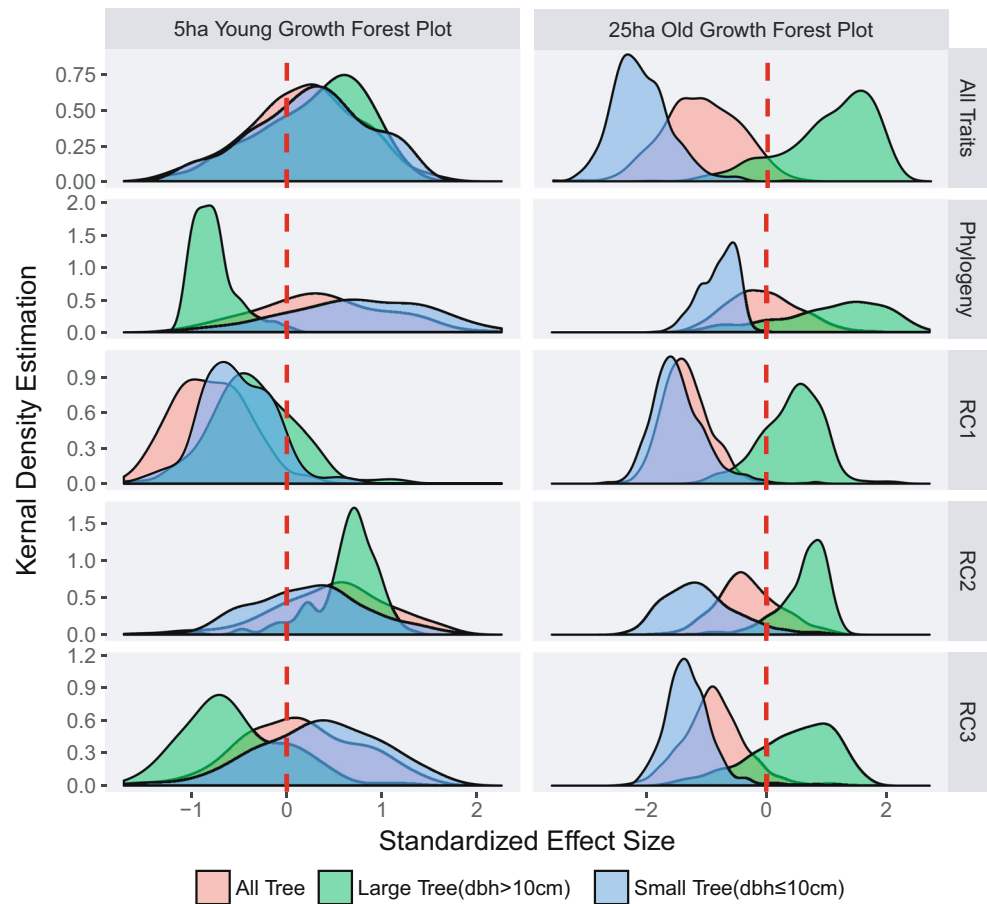 5ha Young Growth Forest Plot 25ha Old Growth Forest Plot
Kernal Density Estimation
0.75
0.50
0.25
0.00
All Traits
2.0
1.5
1.0
0.5
0.0
Phylogeny
0.9
0.6
0.3
0.0
RC1
1.5
1.0
0.5
0.0
RC2
1.2
0.9
0.6
0.3
0.0
RC3
−1 0 1 2 −2 0 2
Standardized Effect Size
All Tree Large Tree(dbh>10cm) Small Tree(dbh≤10cm)